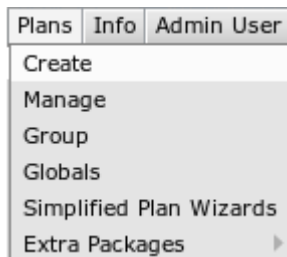 Plans Info Admin User
Create
Manage
Group
Globals
Simplified Plan Wizards
Extra Packages